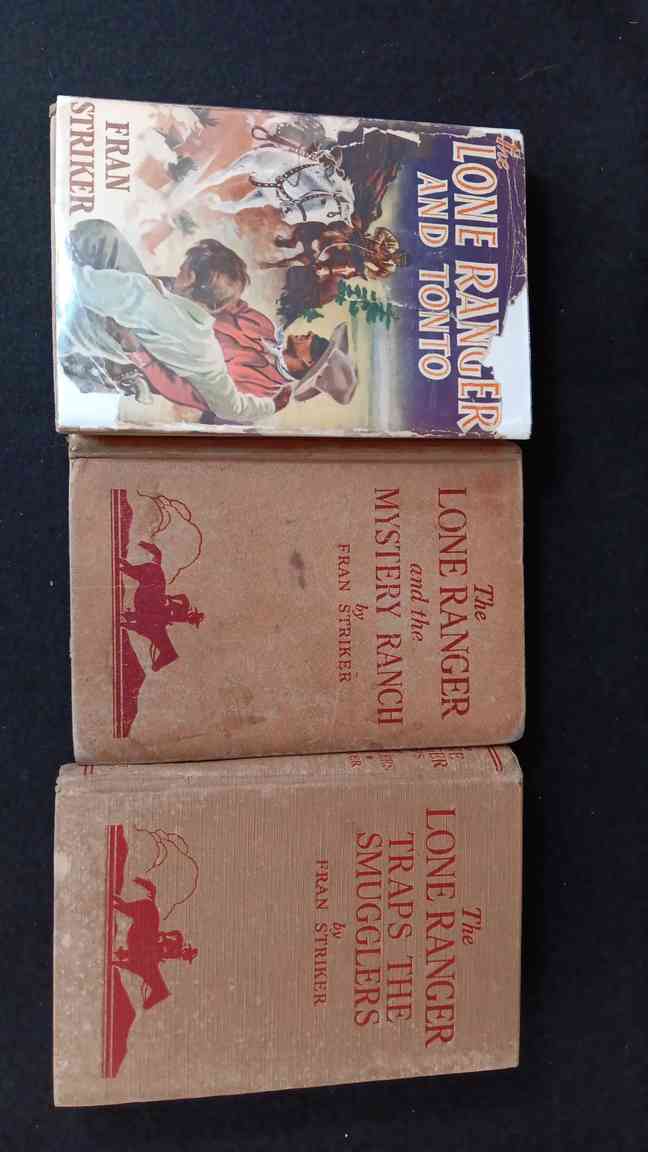 The
LONE RANGER
AND TONTO
FRAN
STRIKER
The
LONE RANGER
and the
MYSTERY RANCH
by
FRAN STRIKER
The
LONE RANGER
TRAPS THE
SMUGGLERS
by
FRAN STRIKER